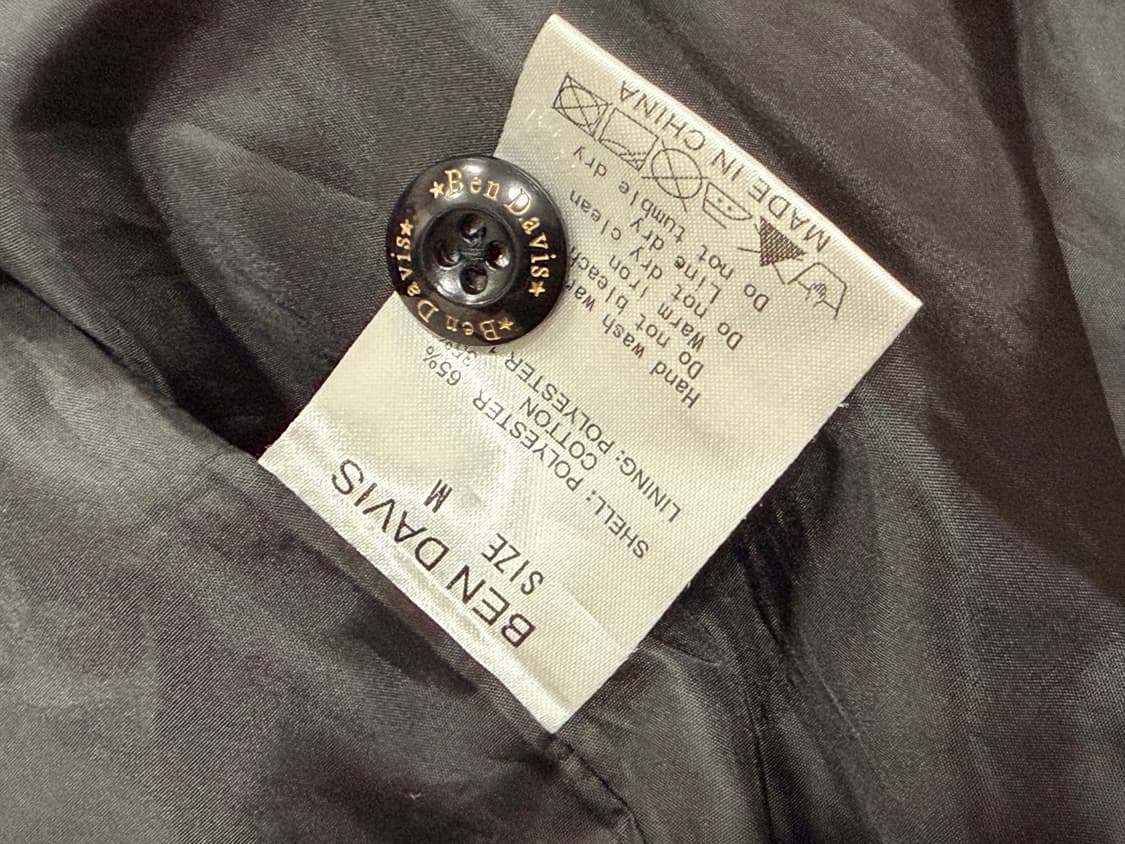 BEN DAVIS
SIZE M
SHELL: POLYESTER 65%
COTTON 35%
LINING: POLYESTER
Hand wash
Do not bleach
Warm iron
Do not dry clean
Line dry
Do not tumble dry
MADE IN CHINA
★Ben Davis★
Ben Davis★